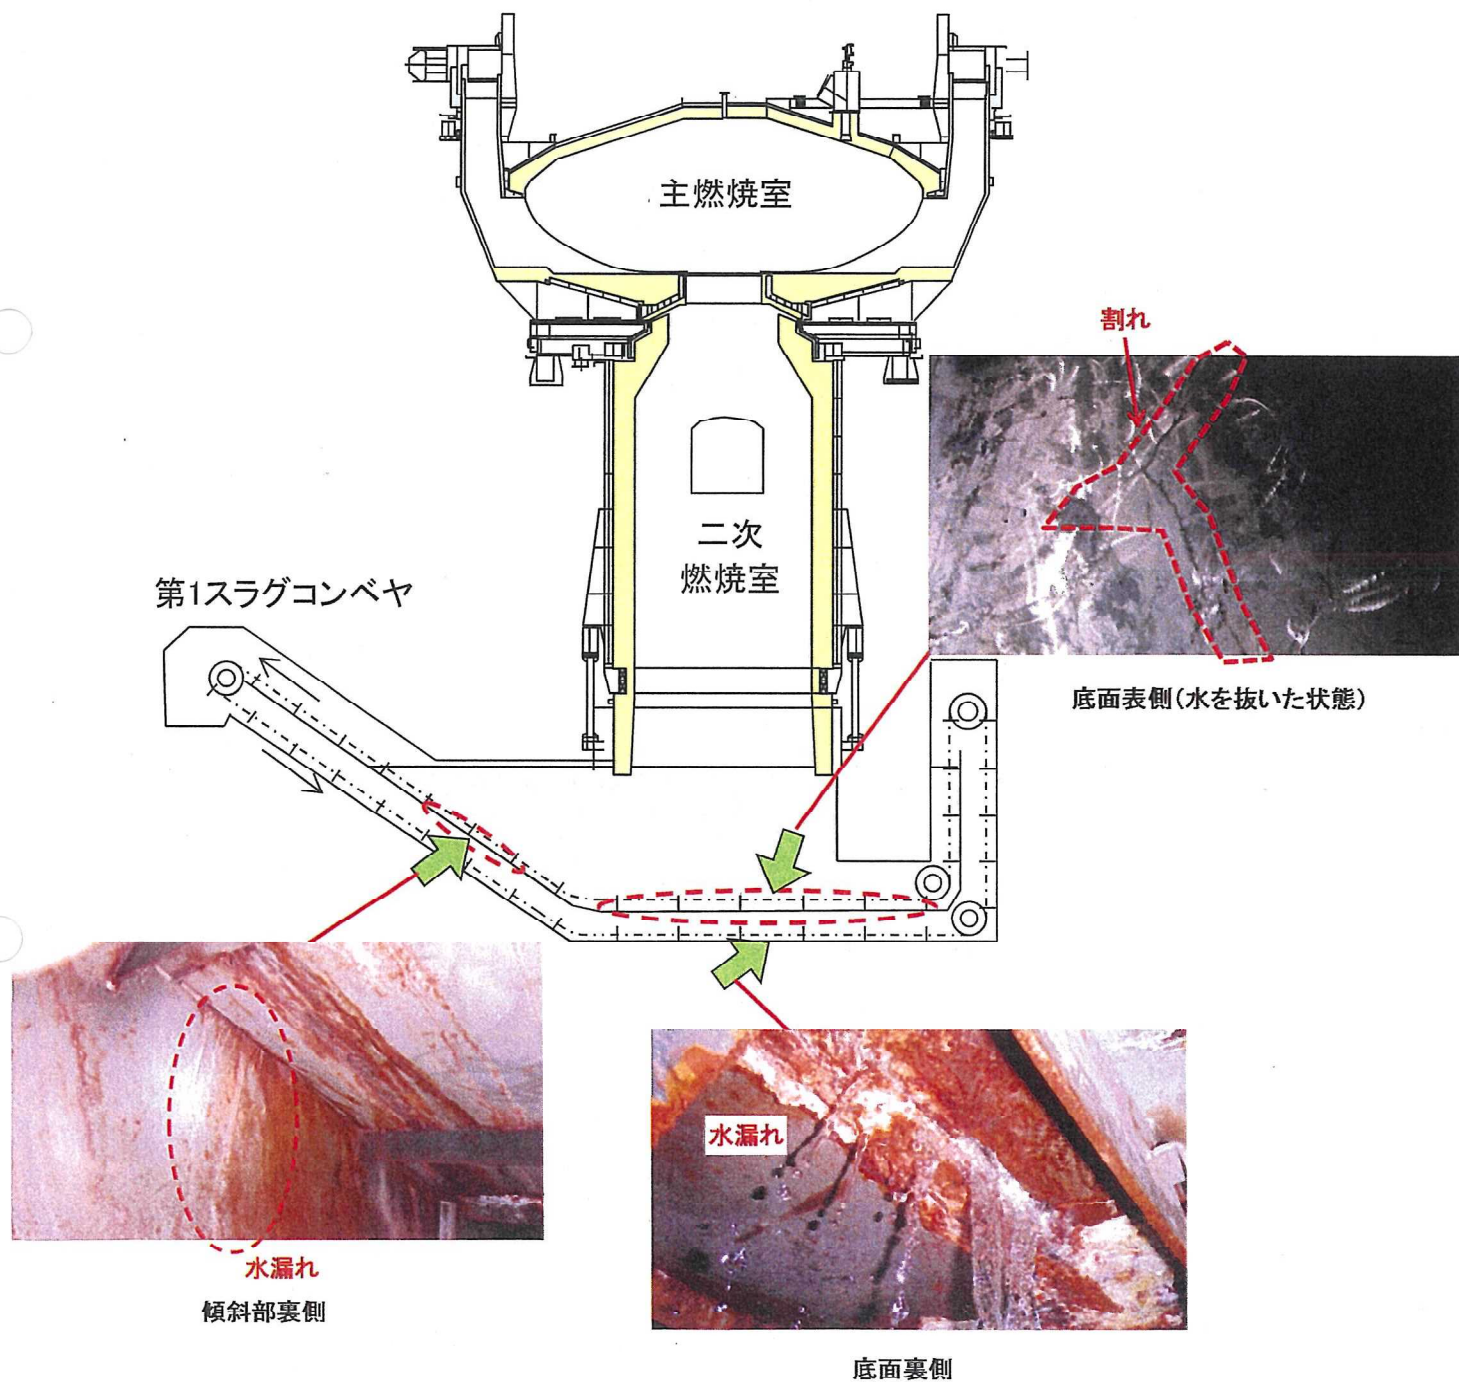 主燃焼室
割れ
二次
燃焼室
第1スラグコンベヤ
底面表側(水を抜いた状態)
水漏れ
水漏れ
傾斜部裏側
底面裏側